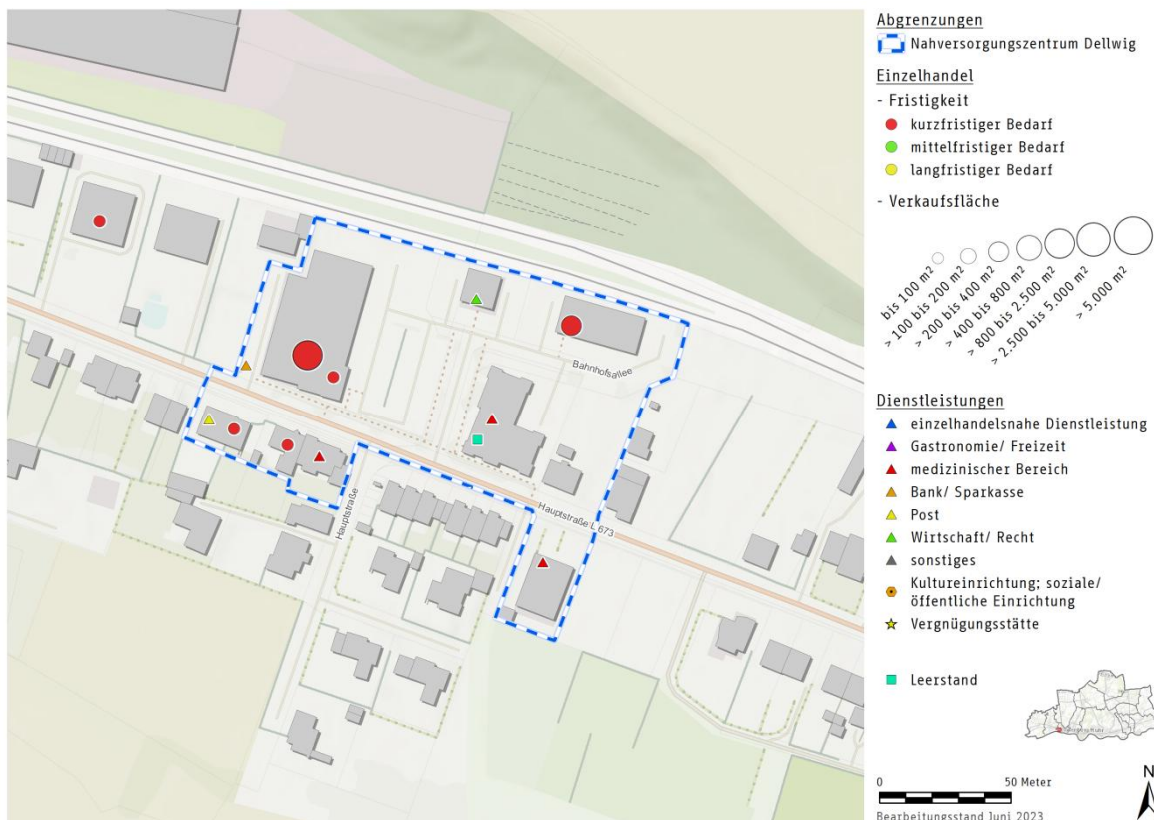 Abgrenzungen
Nahversorgungszentrum Dellwig
Einzelhandel
- Fristigkeit
kurzfristiger Bedarf
mittelfristiger Bedarf
langfristiger Bedarf
- Verkaufsfläche
bis 100 m²
> 100 bis 200 m²
> 200 bis 400 m²
> 400 bis 800 m²
> 800 bis 2.500 m²
> 2.500 bis 5.000 m²
> 5.000 m²
Dienstleistungen
einzelhandelsnahe Dienstleistung
Gastronomie/ Freizeit
medizinischer Bereich
Bank/ Sparkasse
Post
Wirtschaft/ Recht
sonstiges
Kultureinrichtung; soziale/
öffentliche Einrichtung
Vergnügungsstätte
Leerstand
0 50 Meter
N
Bearbeitungsstand Juni 2023
Bahnhofsallee
Hauptstraße
Hauptstraße L 673